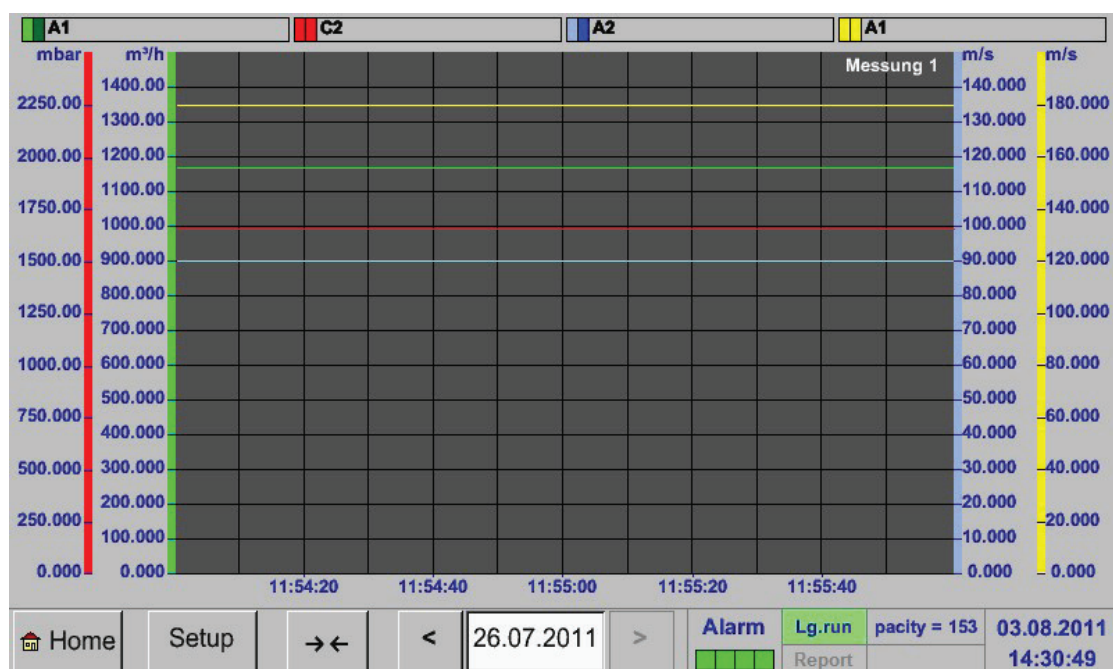 A1 C2 A2 A1
mbar m³/h m/s m/s
Messung 1
1400.00 140.000
2250.00 180.000
1300.00 130.000
2000.00 1200.00 120.000 160.000
1100.00 110.000
1750.00 140.000
1000.00 100.000
1500.00 900.000 90.000 120.000
800.000 80.000
1250.00 100.000
700.000 70.000
1000.00 600.000 60.000 80.000
500.000 50.000
750.000 60.000
400.000 40.000
500.000 300.000 30.000 40.000
200.000 20.000
250.000 20.000
100.000 10.000
0.000 0.000 0.000 0.000
11:54:20 11:54:40 11:55:00 11:55:20 11:55:40
Home Setup →← < 26.07.2011 > Alarm Lg.run pacity = 153 03.08.2011
Report 14:30:49